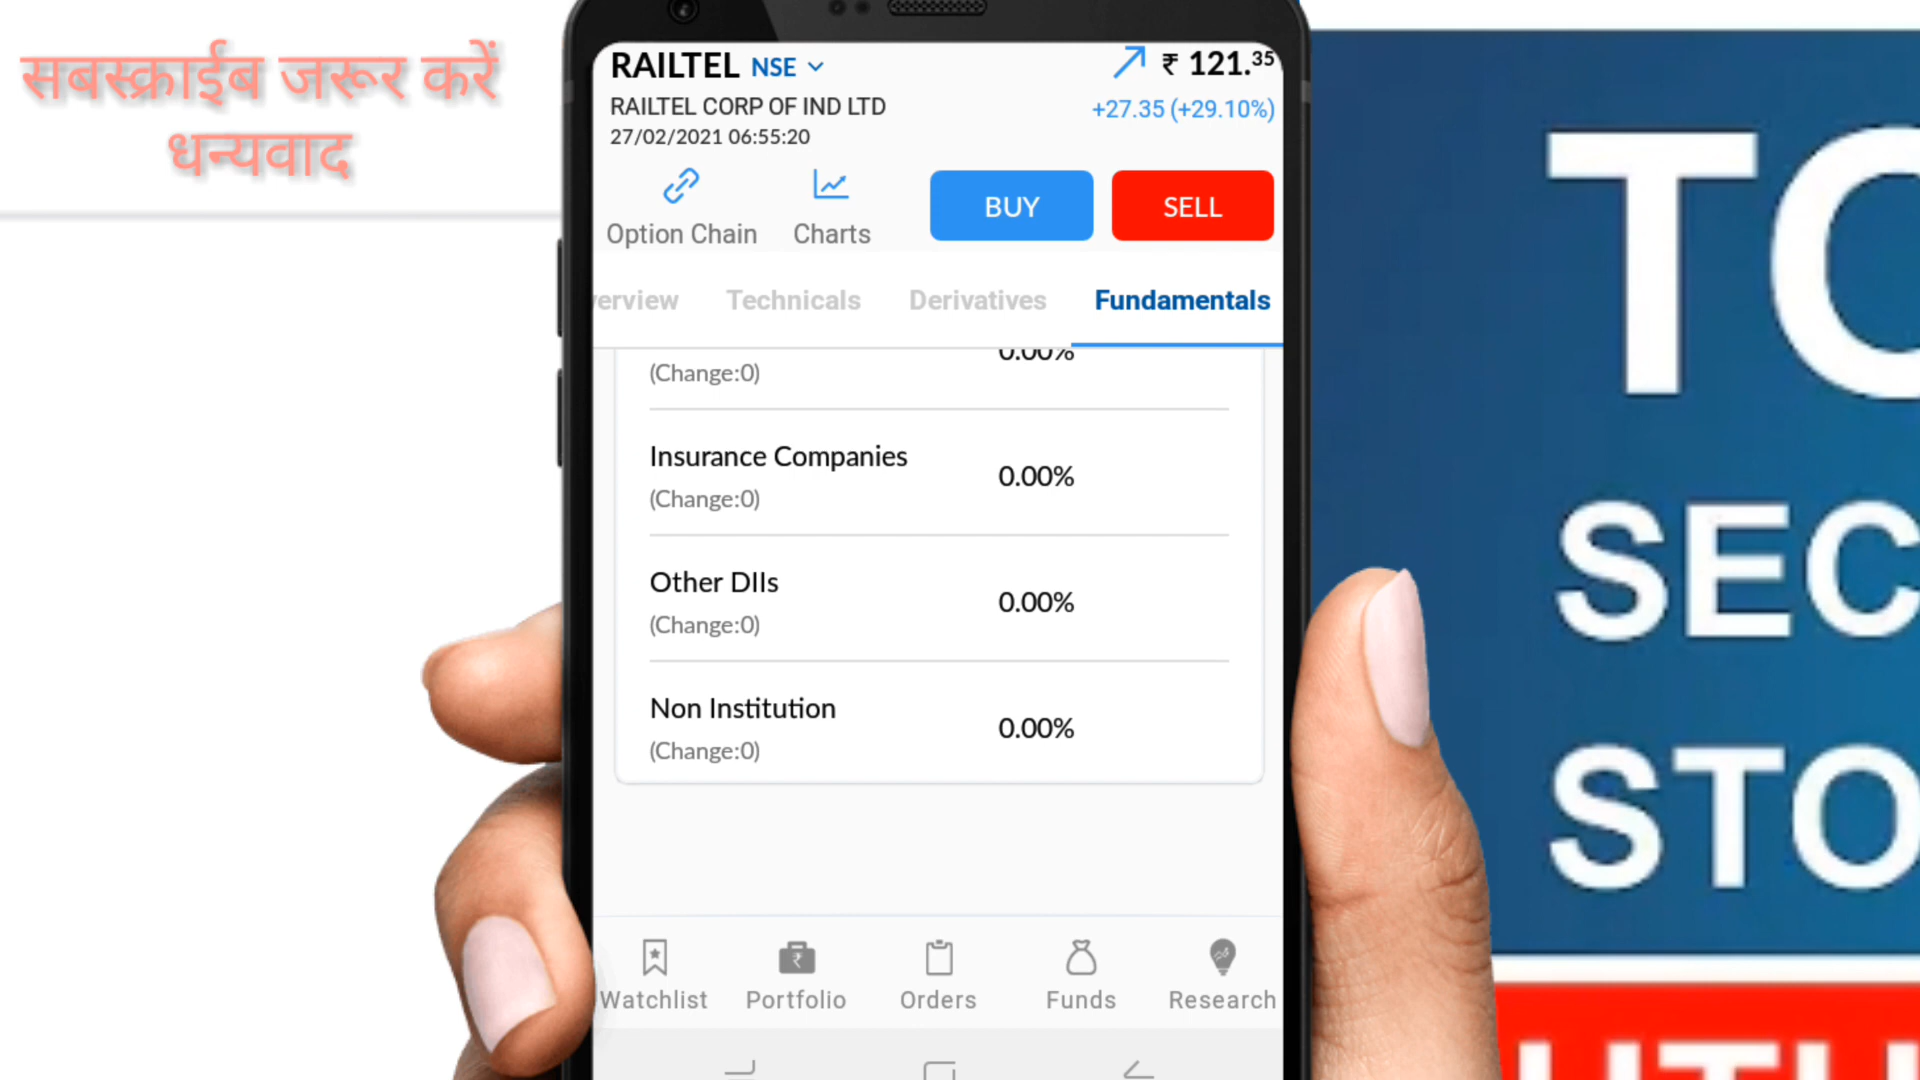 सबस्क्राईब जरूर करें
धन्यवाद
RAILTEL NSE
₹ 121.35
RAILTEL CORP OF IND LTD
+27.35 (+29.10%)
27/02/2021 06:55:20
Option Chain
Charts
BUY
SELL
Technicals
Derivatives
Fundamentals
0.00%
(Change:0)
Insurance Companies
0.00%
(Change:0)
Other DIIs
0.00%
(Change:0)
Non Institution
0.00%
(Change:0)
Watchlist
Portfolio
Orders
Funds
Research